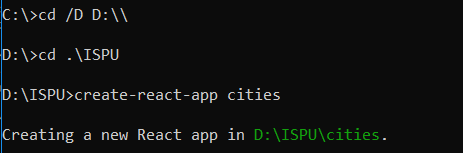 C:\>cd /D D:\\
D:\>cd .\ISPU
D:\ISPU>create-react-app cities
Creating a new React app in D:\ISPU\cities.